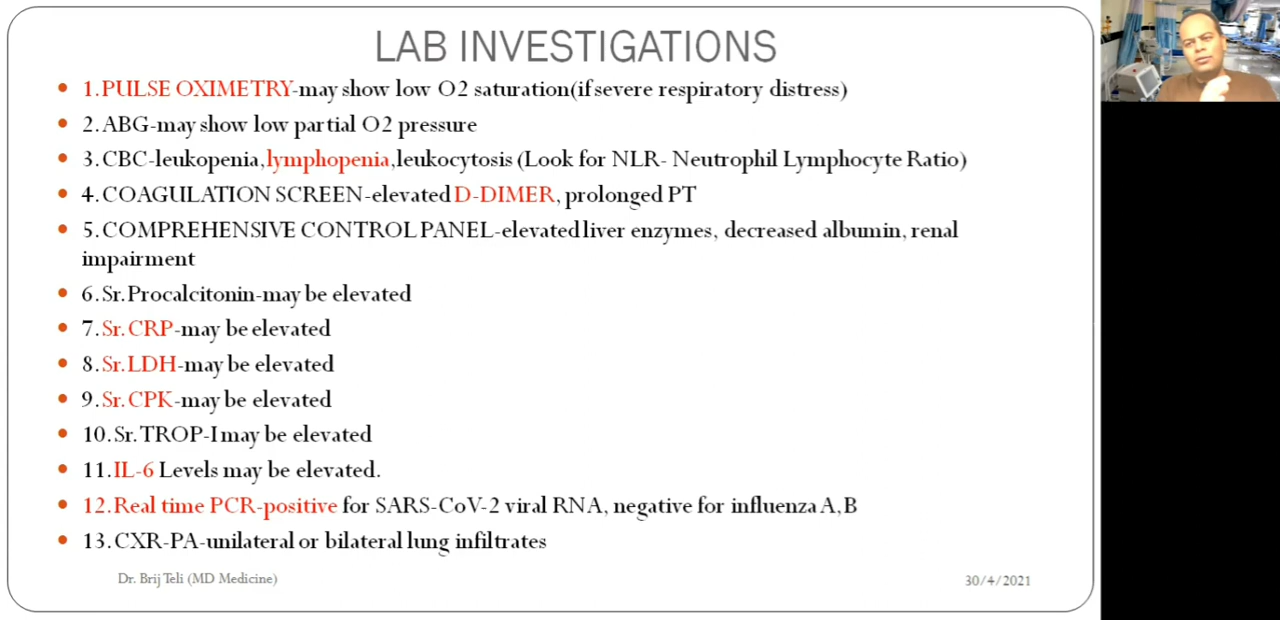 LAB INVESTIGATIONS
• 1.PULSE OXIMETRY-may show low O2 saturation(if severe respiratory distress)
• 2.ABG-may show low partial O2 pressure
• 3.CBC-leukopenia,lymphopenia,leukocytosis (Look for NLR- Neutrophil Lymphocyte Ratio)
• 4.COAGULATION SCREEN-elevated D-DIMER, prolonged PT
• 5.COMPREHENSIVE CONTROL PANEL-elevated liver enzymes, decreased albumin, renal
impairment
• 6.Sr.Procalcitonin-may be elevated
• 7.Sr.CRP-may be elevated
• 8.Sr.LDH-may be elevated
• 9.Sr.CPK-may be elevated
• 10.Sr.TROP-I may be elevated
• 11.IL-6 Levels may be elevated.
• 12.Real time PCR-positive for SARS-CoV-2 viral RNA, negative for influenza A,B
• 13.CXR-PA-unilateral or bilateral lung infiltrates
Dr. Brij Teli (MD Medicine)
30/4/2021